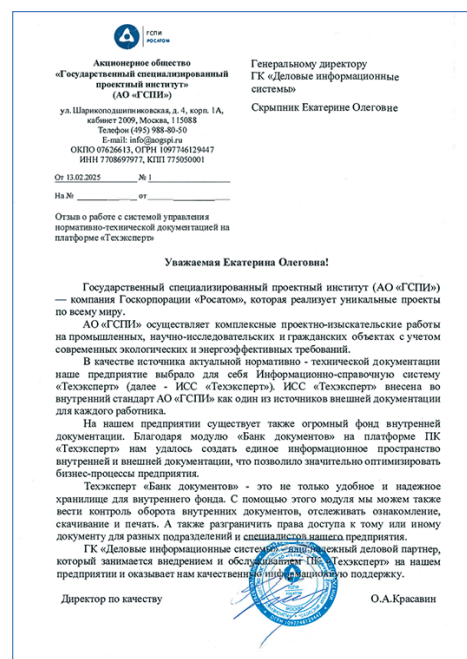 ГСПИ
РОСАТОМ
Акционерное общество
«Государственный специализированный
проектный институт»
(АО «ГСПИ»)
ул. Шарикоподшипниковская, д. 4, корп. 1А,
кабинет 2009, Москва, 115088
Телефон (495) 988-80-50
E-mail: info@aogspi.ru
ОКПО 07626613, ОГРН 1097746129447
ИНН 7708697977, КПП 775050001
От 13.02.2025 № 1
На № от
Отзыв о работе с системой управления
нормативно-технической документацией на
платформе «Техэксперт»
Генеральному директору
ГК «Деловые информационные
системы»
Скрыпник Екатерине Олеговне
Уважаемая Екатерина Олеговна!
Государственный специализированный проектный институт (АО «ГСПИ»)
— компания Госкорпорации «Росатом», которая реализует уникальные проекты
по всему миру.
АО «ГСПИ» осуществляет комплексные проектно-изыскательские работы
на промышленных, научно-исследовательских и гражданских объектах с учетом
современных экологических и энергоэффективных требований.
В качестве источника актуальной нормативно - технической документации
наше предприятие выбрало для себя Информационно-справочную систему
«Техэксперт» (далее - ИСС «Техэксперт»). ИСС «Техэксперт» внесена во
внутренний стандарт АО «ГСПИ» как один из источников внешней документации
для каждого работника.
На нашем предприятии существует также огромный фонд внутренней
документации. Благодаря модулю «Банк документов» на платформе ПК
«Техэксперт» нам удалось создать единое информационное пространство
внутренней и внешней документации, что позволило значительно оптимизировать
бизнес-процессы предприятия.
Техэксперт «Банк документов» - это не только удобное и надежное
хранилище для внутреннего фонда. С помощью этого модуля мы можем также
вести контроль оборота внутренних документов, отслеживать ознакомление,
скачивание и печать. А также разграничить права доступа к тому или иному
документу для разных подразделений и специалистов нашего предприятия.
ГК «Деловые информационные системы» - наш надежный деловой партнер,
который занимается внедрением и обслуживанием ПК «Техэксперт» на нашем
предприятии и оказывает нам качественную информационную поддержку.
Директор по качеству О.А.Красавин